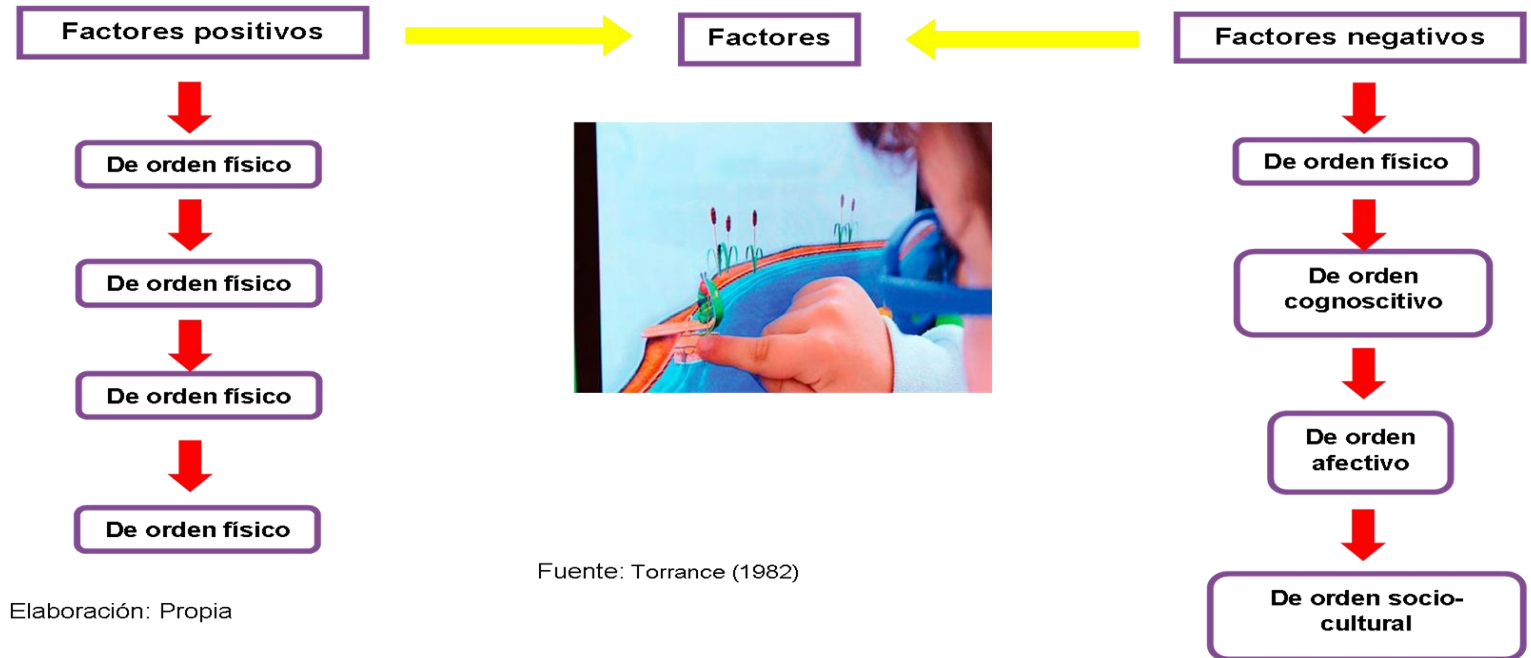 Factores positivos
Factores
Factores negativos
De orden físico
De orden físico
De orden físico
De orden físico
De orden físico
De orden
cognoscitivo
De orden
afectivo
De orden socio-
cultural
Fuente: Torrance (1982)
Elaboración: Propia